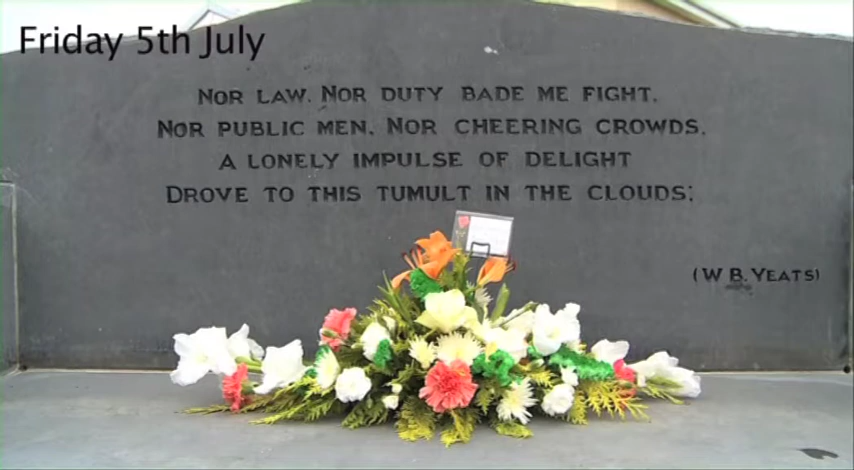 Friday 5th July
NOR LAW, NOR DUTY BADE ME FIGHT,
NOR PUBLIC MEN, NOR CHEERING CROWDS,
A LONELY IMPULSE OF DELIGHT
DROVE TO THIS TUMULT IN THE CLOUDS;
(W B. YEATS)